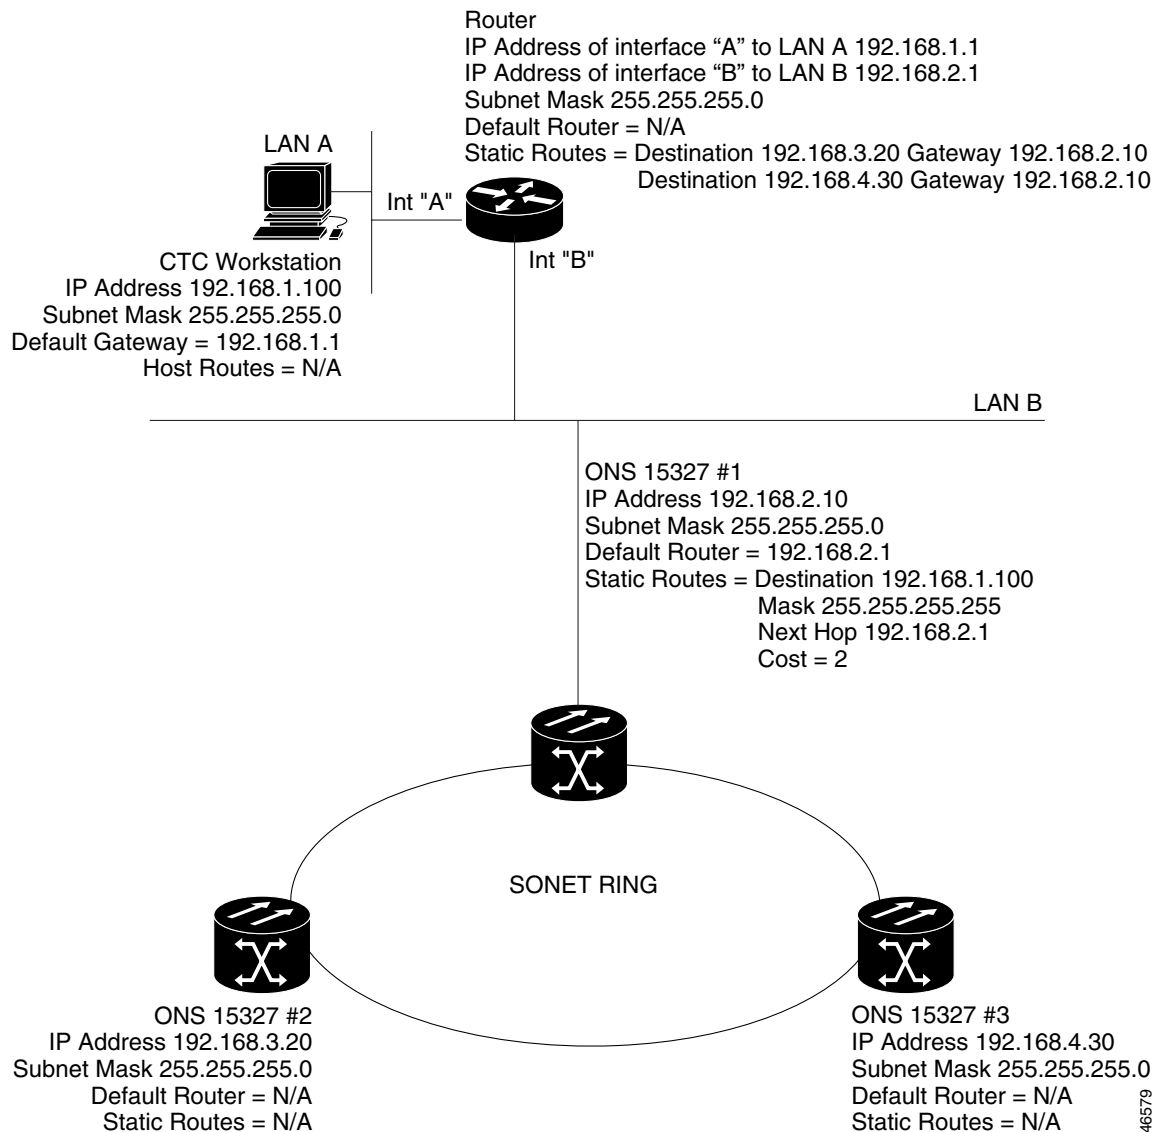 Router
IP Address of interface “A” to LAN A 192.168.1.1
IP Address of interface “B” to LAN B 192.168.2.1
Subnet Mask 255.255.255.0
Default Router = N/A
Static Routes = Destination 192.168.3.20 Gateway 192.168.2.10
Destination 192.168.4.30 Gateway 192.168.2.10
LAN A
Int "A"
Int "B"
CTC Workstation
IP Address 192.168.1.100
Subnet Mask 255.255.255.0
Default Gateway = 192.168.1.1
Host Routes = N/A
LAN B
ONS 15327 #1
IP Address 192.168.2.10
Subnet Mask 255.255.255.0
Default Router = 192.168.2.1
Static Routes = Destination 192.168.1.100
Mask 255.255.255.255
Next Hop 192.168.2.1
Cost = 2
SONET RING
ONS 15327 #2
IP Address 192.168.3.20
Subnet Mask 255.255.255.0
Default Router = N/A
Static Routes = N/A
ONS 15327 #3
IP Address 192.168.4.30
Subnet Mask 255.255.255.0
Default Router = N/A
Static Routes = N/A
46579